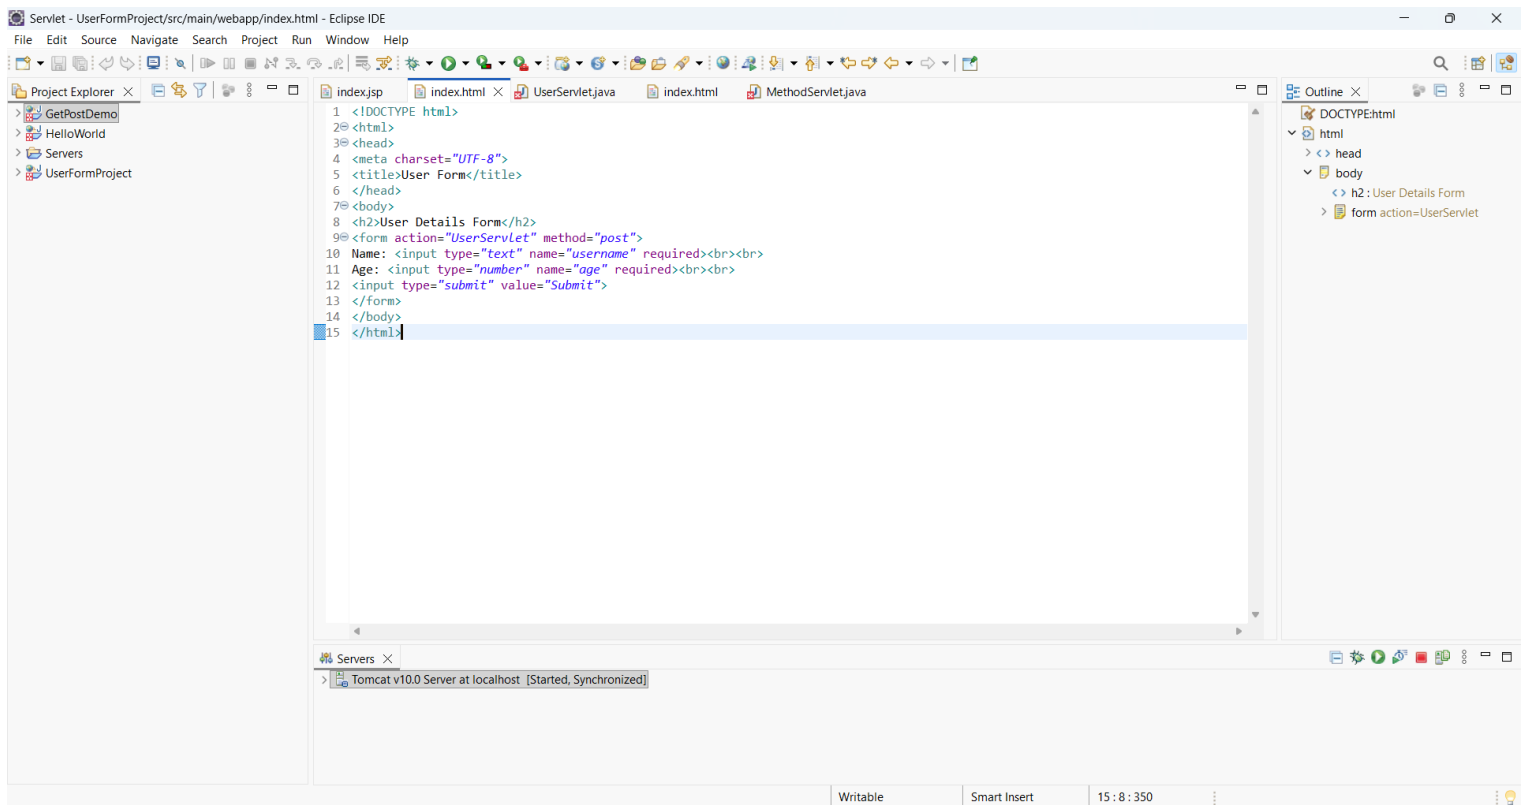 Servlet - UserFormProject/src/main/webapp/index.html - Eclipse IDE
File Edit Source Navigate Search Project Run Window Help
Project Explorer
GetPostDemo
HelloWorld
Servers
UserFormProject
index.jsp index.html UserServlet.java index.html MethodServlet.java
1 <!DOCTYPE html>
2 <html>
3 <head>
4 <meta charset="UTF-8">
5 <title>User Form</title>
6 </head>
7 <body>
8 <h2>User Details Form</h2>
9 <form action="UserServlet" method="post">
10 Name: <input type="text" name="username" required><br><br>
11 Age: <input type="number" name="age" required><br><br>
12 <input type="submit" value="Submit">
13 </form>
14 </body>
15 </html>
Outline
DOCTYPE:html
html
head
body
h2 : User Details Form
form action=UserServlet
Servers
Tomcat v10.0 Server at localhost [Started, Synchronized]
Writable Smart Insert 15 : 8 : 350